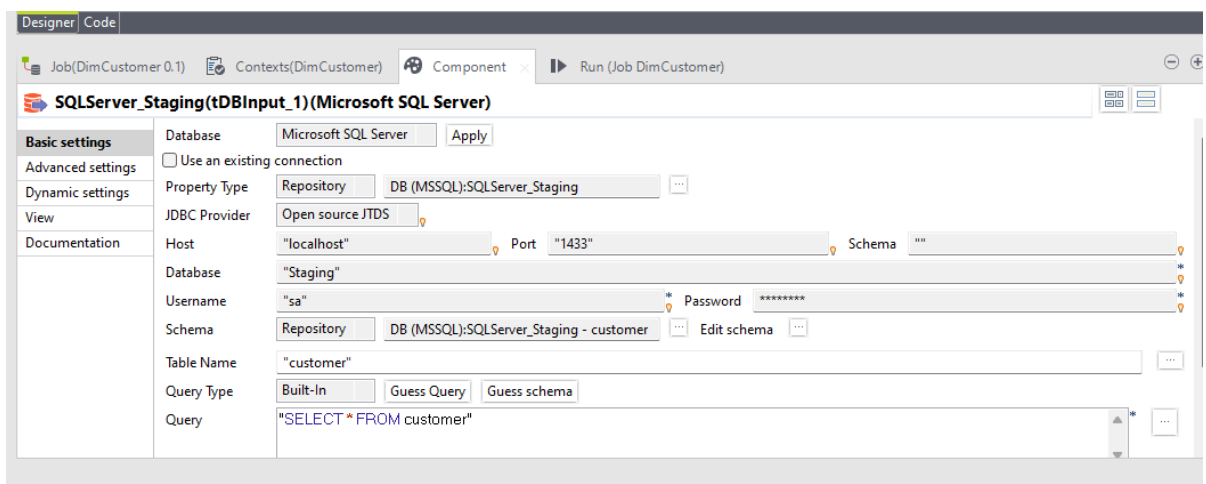 Designer Code
Job(DimCustomer 0.1) Contexts(DimCustomer) Component Run (Job DimCustomer)
SQLServer_Staging(tDBInput_1)(Microsoft SQL Server)
Basic settings
Advanced settings
Dynamic settings
View
Documentation
Database Microsoft SQL Server Apply
Use an existing connection
Property Type Repository DB (MSSQL):SQLServer_Staging ...
JDBC Provider Open source JTDS
Host "localhost" Port "1433" Schema ""
Database "Staging" *
Username "sa" * Password ******** *
Schema Repository DB (MSSQL):SQLServer_Staging - customer ... Edit schema ...
Table Name "customer" ...
Query Type Built-In Guess Query Guess schema
Query "SELECT * FROM customer" * ...